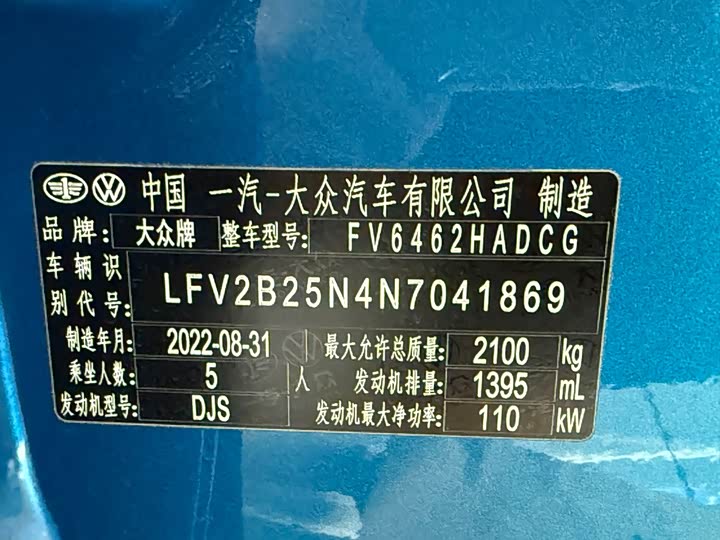 中国 一汽-大众汽车有限公司 制造
品牌: 大众牌 整车型号: FV6462HADCG
车辆识别代号: LFV2B25N4N7041869
制造年月: 2022-08-31 最大允许总质量: 2100 kg
乘坐人数: 5 人 发动机排量: 1395 mL
发动机型号: DJS 发动机最大净功率: 110 kW